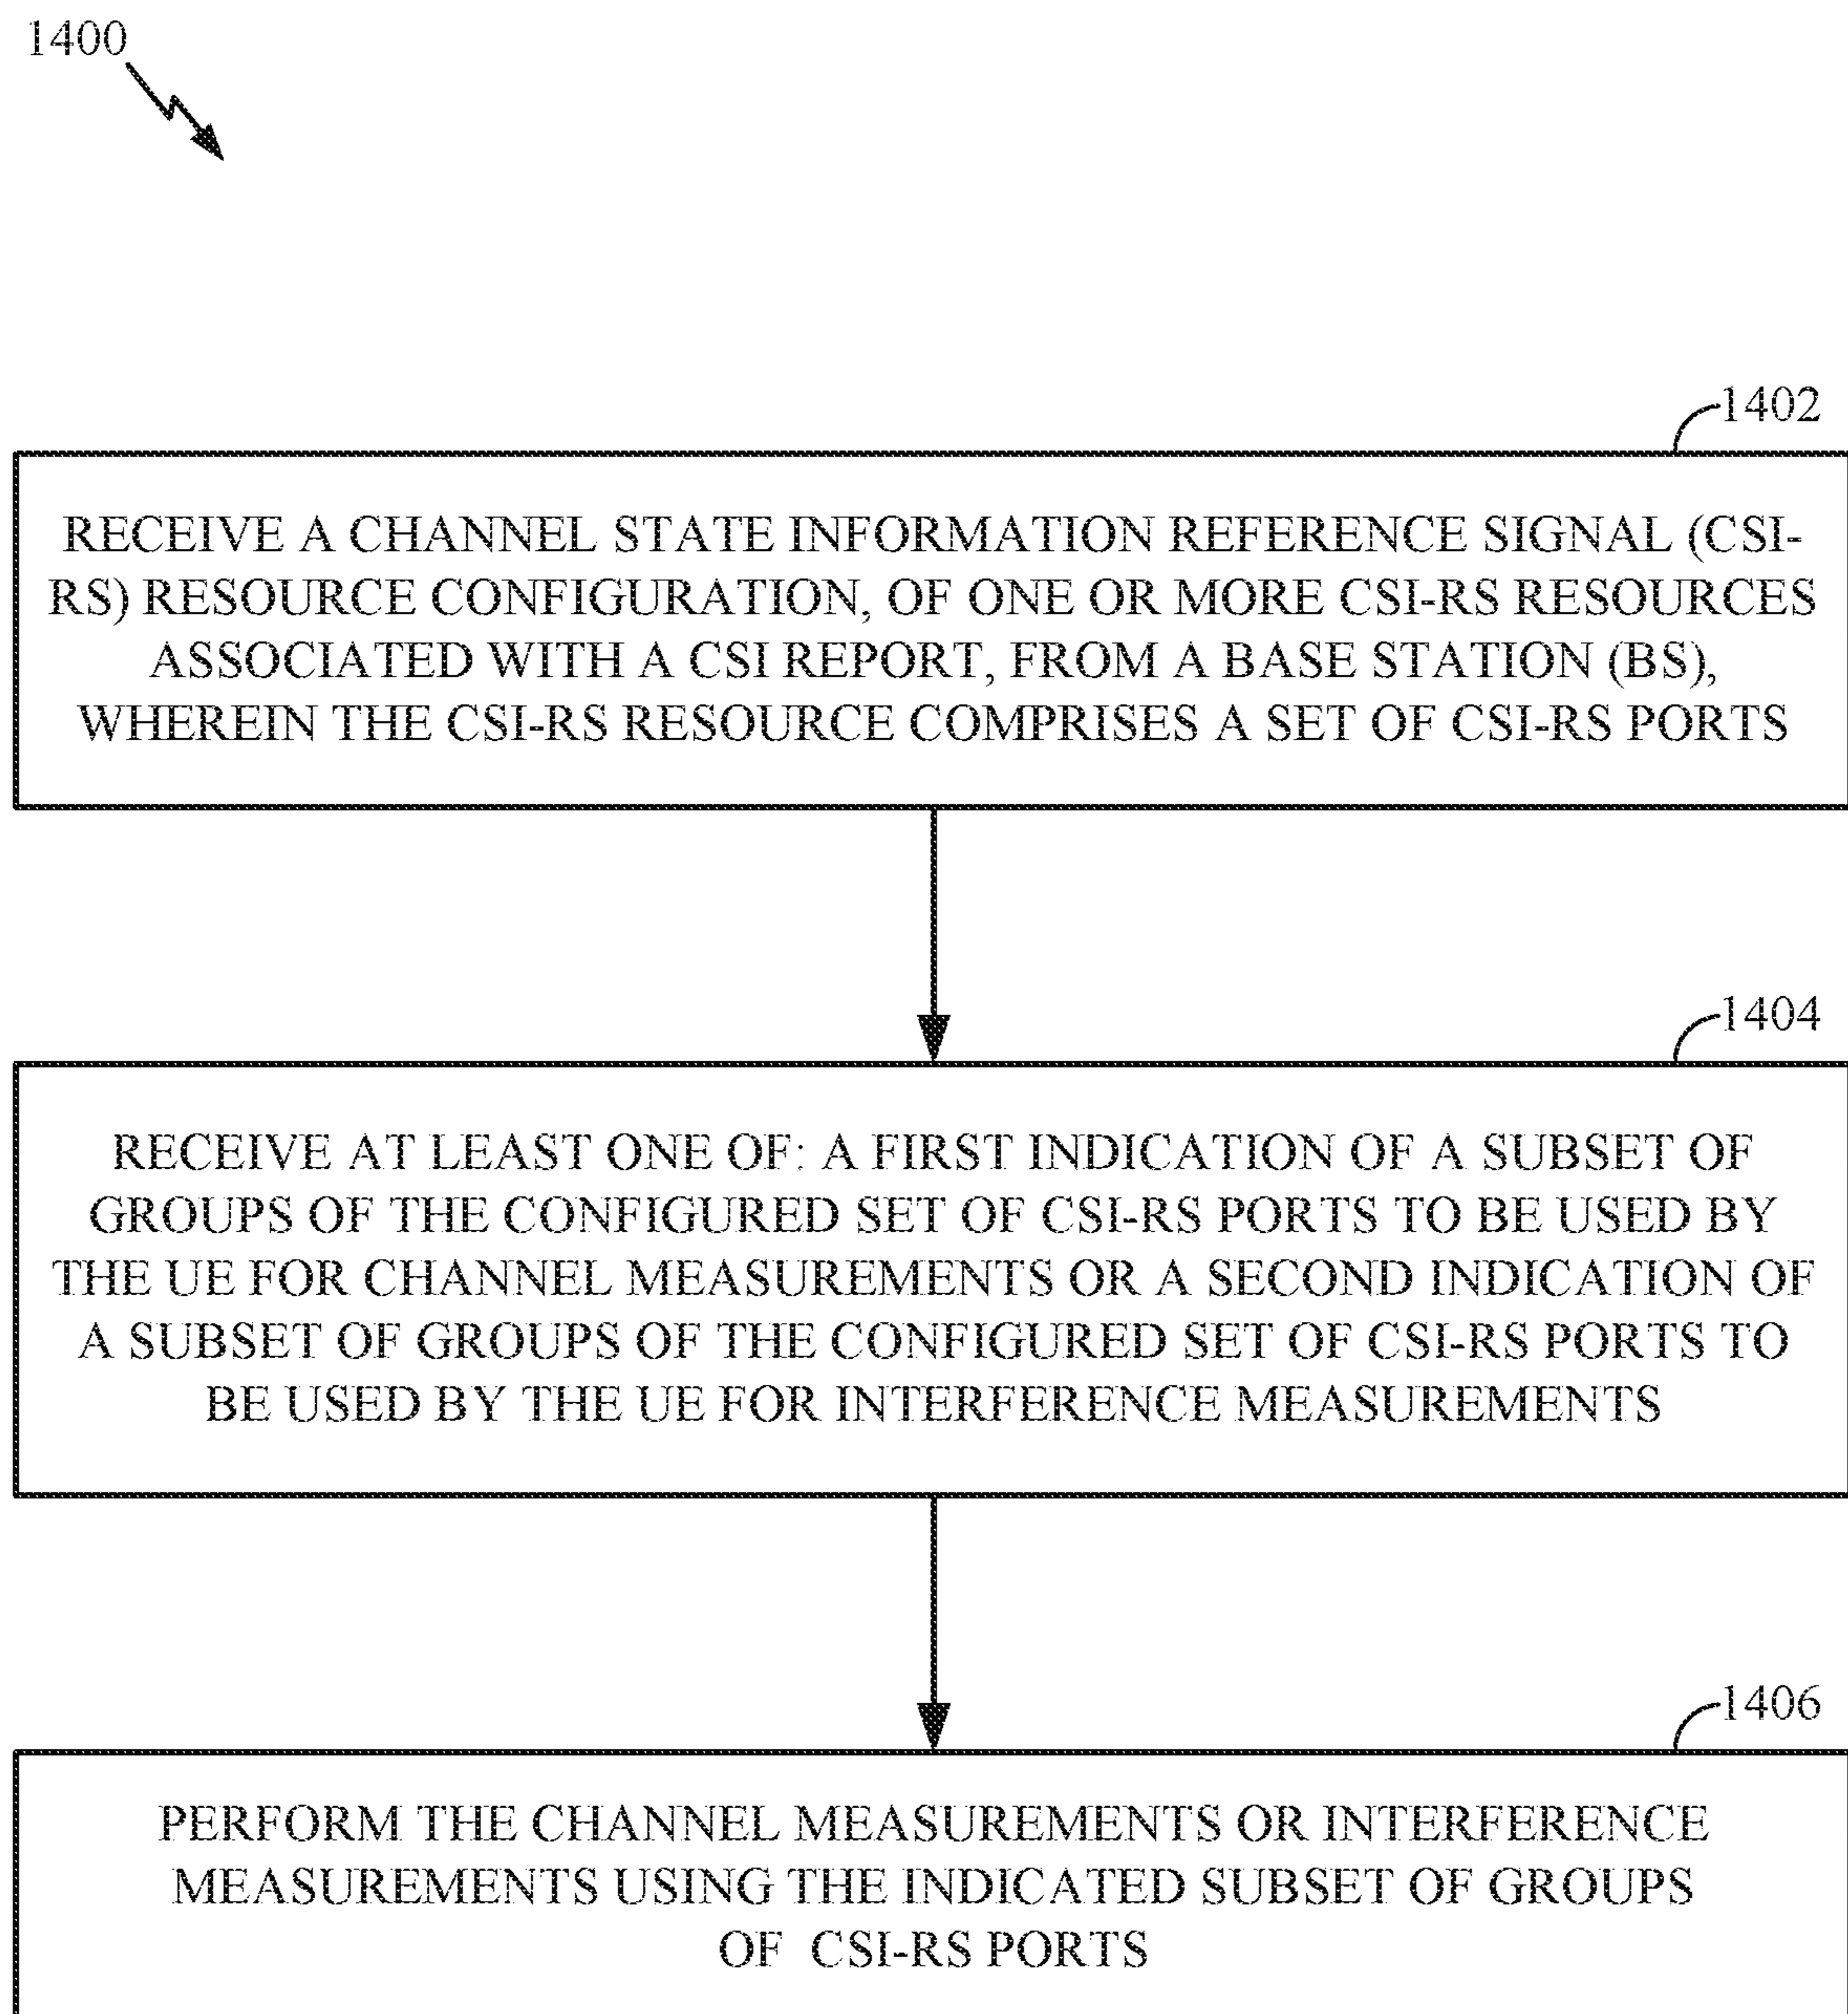 1400
1402
RECEIVE A CHANNEL STATE INFORMATION REFERENCE SIGNAL (CSI-
RS) RESOURCE CONFIGURATION, OF ONE OR MORE CSI-RS RESOURCES
ASSOCIATED WITH A CSI REPORT, FROM A BASE STATION (BS),
WHEREIN THE CSI-RS RESOURCE COMPRISES A SET OF CSI-RS PORTS
1404
RECEIVE AT LEAST ONE OF: A FIRST INDICATION OF A SUBSET OF
GROUPS OF THE CONFIGURED SET OF CSI-RS PORTS TO BE USED BY
THE UE FOR CHANNEL MEASUREMENTS OR A SECOND INDICATION OF
A SUBSET OF GROUPS OF THE CONFIGURED SET OF CSI-RS PORTS TO
BE USED BY THE UE FOR INTERFERENCE MEASUREMENTS
1406
PERFORM THE CHANNEL MEASUREMENTS OR INTERFERENCE
MEASUREMENTS USING THE INDICATED SUBSET OF GROUPS
OF CSI-RS PORTS